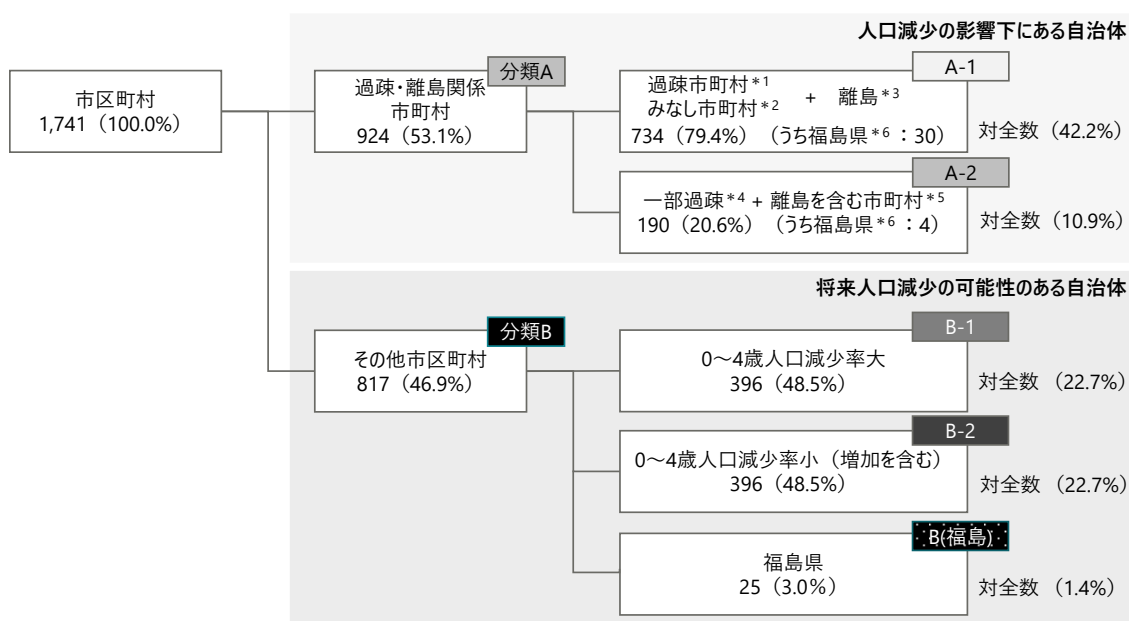 人口減少の影響下にある自治体
市区町村
1,741（100.0%）
分類A
過疎・離島関係
市町村
924（53.1%）
A-1
過疎市町村*1
みなし市町村*2 + 離島*3
734（79.4%）（うち福島県*6：30）
対全数（42.2%）
A-2
一部過疎*4 + 離島を含む市町村*5
190（20.6%）（うち福島県*6：4）
対全数（10.9%）
将来人口減少の可能性のある自治体
分類B
その他市区町村
817（46.9%）
B-1
0～4歳人口減少率大
396（48.5%）
対全数（22.7%）
B-2
0～4歳人口減少率小（増加を含む）
396（48.5%）
対全数（22.7%）
B(福島)
福島県
25（3.0％）
対全数（1.4%）